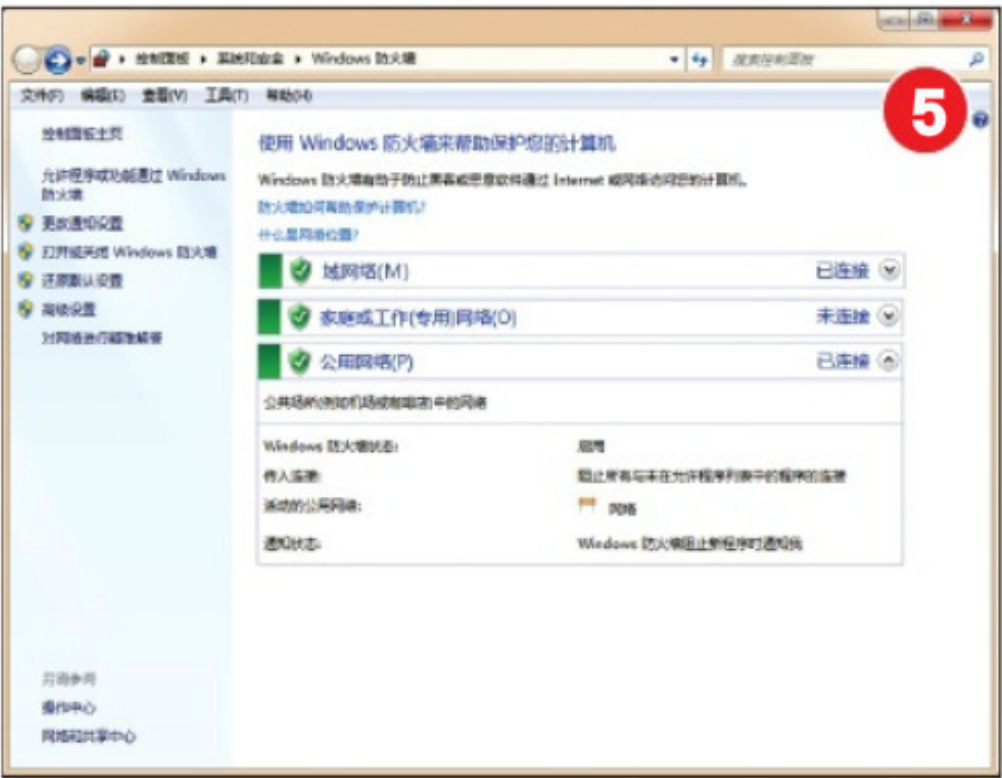 控制面板 ▸ 系统和安全 ▸ Windows 防火墙
搜索控制面板
文件(F) 编辑(E) 查看(V) 工具(T) 帮助(H)
5
控制面板主页
允许程序或功能通过 Windows
防火墙
更改通知设置
打开或关闭 Windows 防火墙
还原默认设置
高级设置
对网络进行疑难解答
使用 Windows 防火墙来帮助保护您的计算机
Windows 防火墙有助于防止黑客或恶意软件通过 Internet 或网络访问您的计算机。
防火墙如何帮助保护计算机?
什么是网络位置?
域网络(M) 已连接
家庭或工作(专用)网络(O) 未连接
公用网络(P) 已连接
公共场所(例如机场或咖啡店)中的网络
Windows 防火墙状态: 启用
传入连接: 阻止所有与未在允许程序列表中的程序的连接
活动的公用网络: 网络
通知状态: Windows 防火墙阻止新程序时通知我
另请参阅
操作中心
网络和共享中心